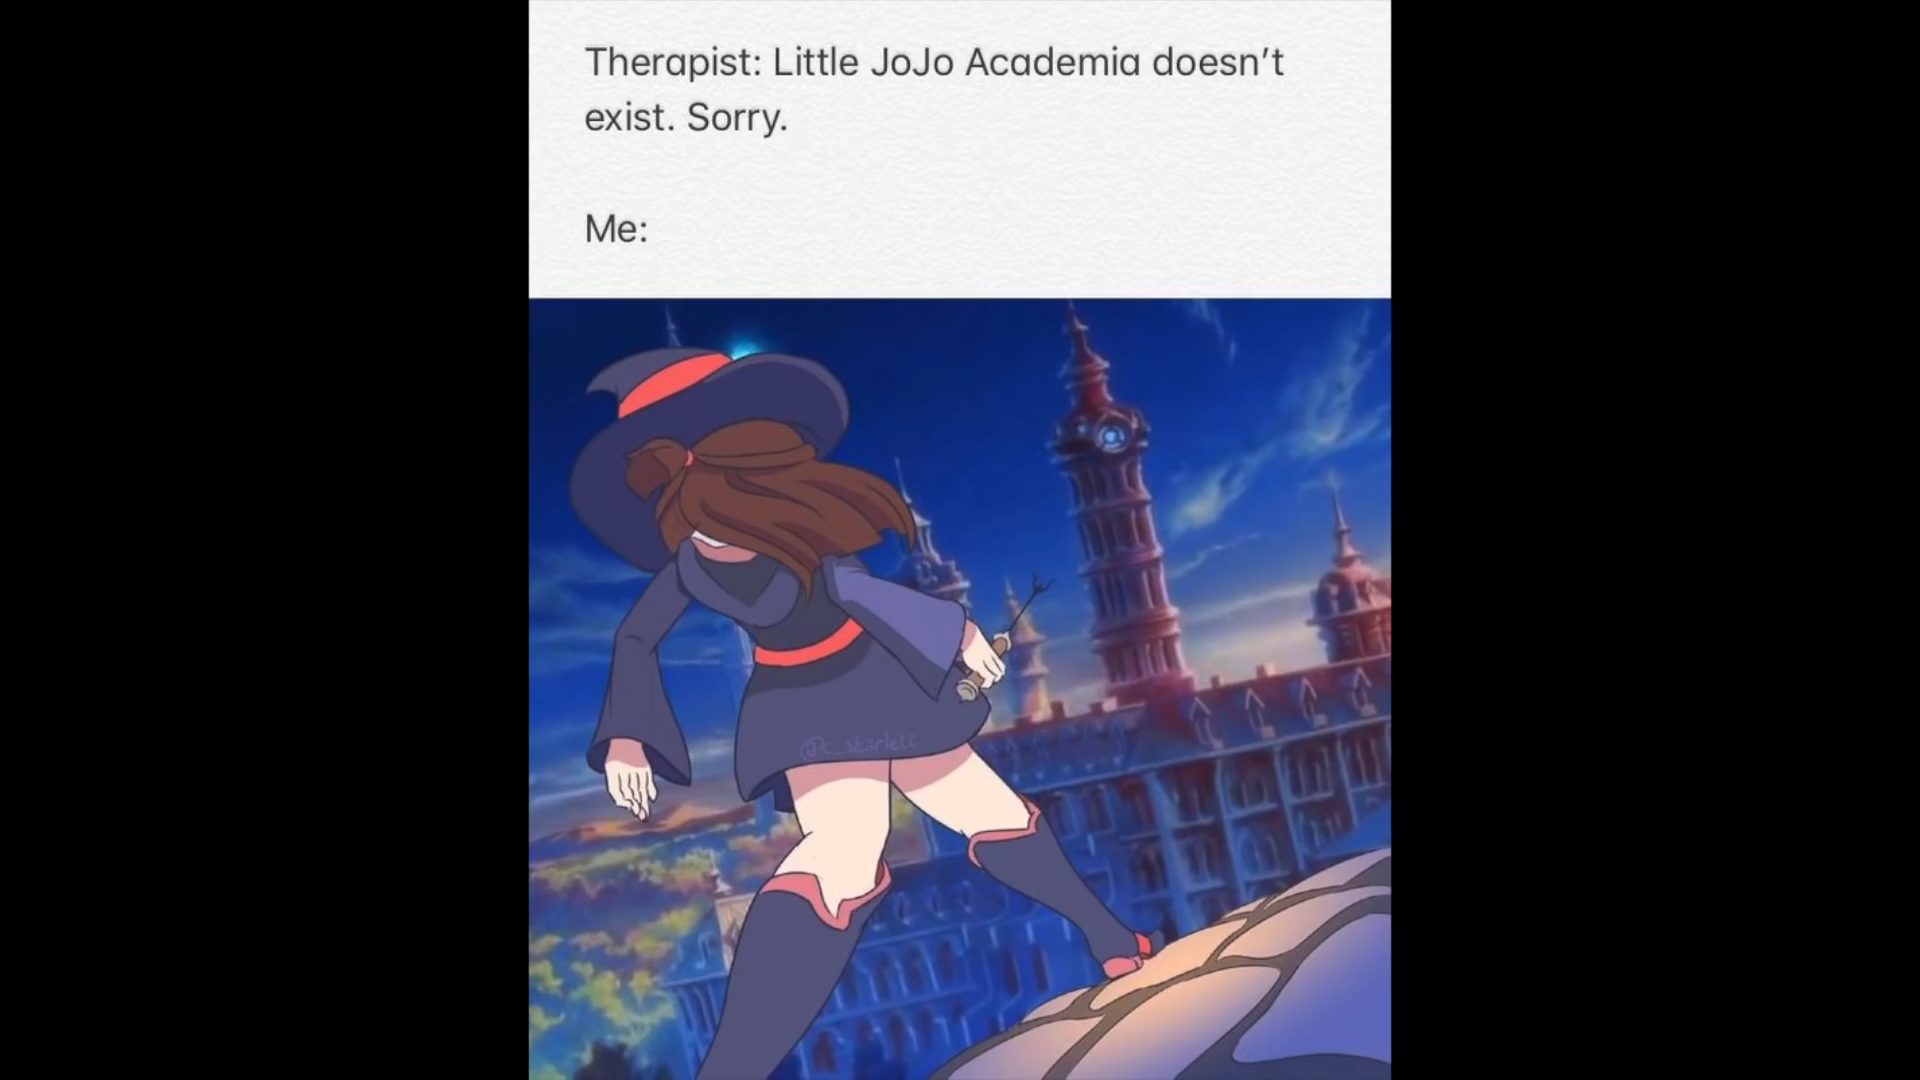 Therapist: Little JoJo Academia doesn’t
exist. Sorry.
Me: